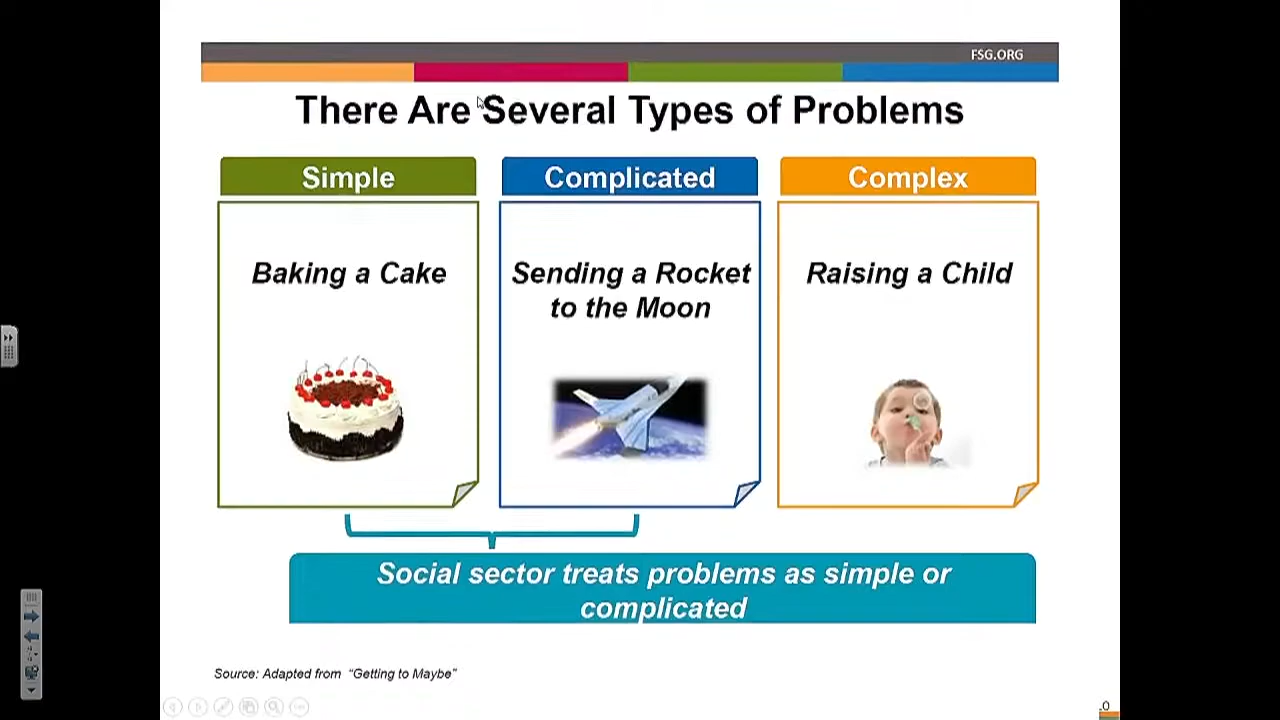 FSG.ORG
There Are Several Types of Problems
Simple
Complicated
Complex
Baking a Cake
Sending a Rocket
to the Moon
Raising a Child
Social sector treats problems as simple or
complicated
Source: Adapted from “Getting to Maybe”